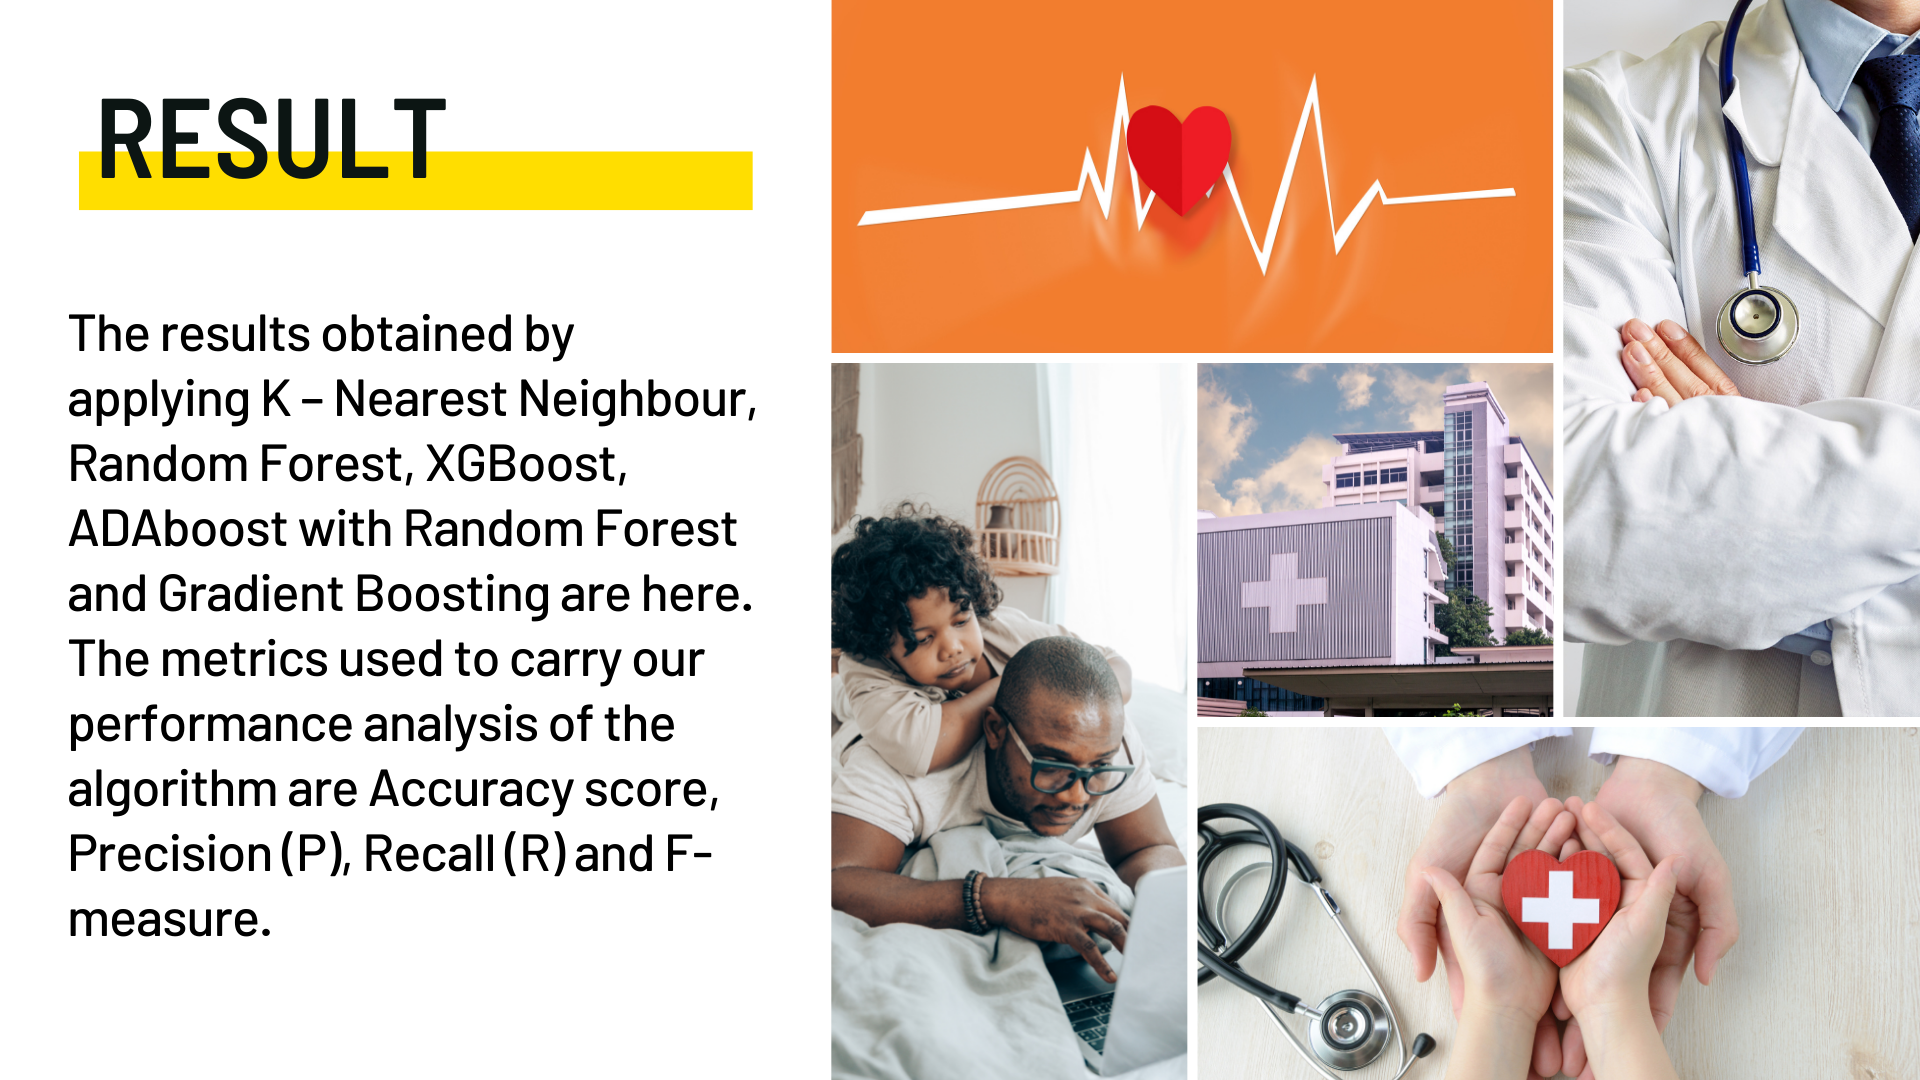 RESULT
The results obtained by
applying K – Nearest Neighbour,
Random Forest, XGBoost,
ADAboost with Random Forest
and Gradient Boosting are here.
The metrics used to carry our
performance analysis of the
algorithm are Accuracy score,
Precision (P), Recall (R) and F-
measure.